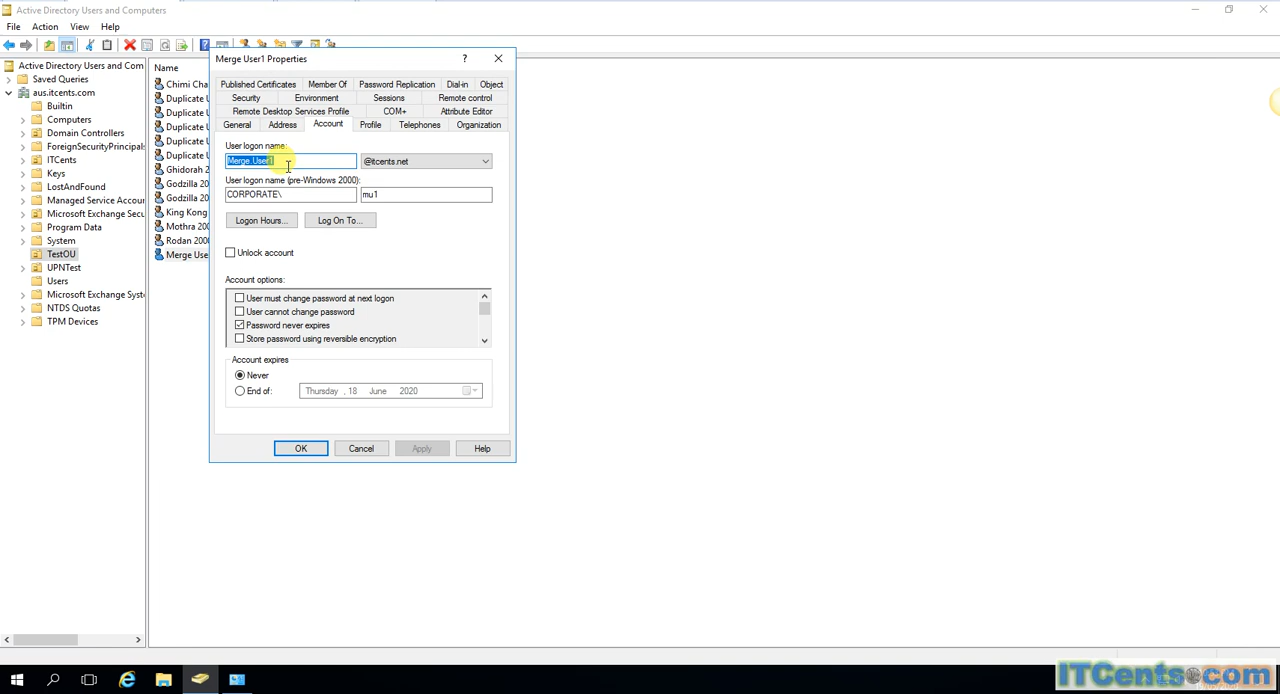 Active Directory Users and Computers
File Action View Help
Active Directory Users and Com
Saved Queries
aus.itcents.com
Builtin
Computers
Domain Controllers
ForeignSecurityPrincipals
ITCents
Keys
LostAndFound
Managed Service Accour
Microsoft Exchange Secu
Program Data
System
TestOU
UPNTest
Users
Microsoft Exchange Syst
NTDS Quotas
TPM Devices
Name
Chimi Cha
Duplicate U
Duplicate U
Duplicate U
Duplicate U
Duplicate U
Ghidorah 2
Godzilla 20
Godzilla 20
King Kong
Mothra 200
Rodan 200
Merge Use
Merge User1 Properties
Published Certificates Member Of Password Replication Dial-in Object
Security Environment Sessions Remote control
Remote Desktop Services Profile COM+ Attribute Editor
General Address Account Profile Telephones Organization
User logon name:
Merge.User1 @itcents.net
User logon name (pre-Windows 2000):
CORPORATE\ mu1
Logon Hours... Log On To...
Unlock account
Account options:
User must change password at next logon
User cannot change password
Password never expires
Store password using reversible encryption
Account expires
Never
End of: Thursday , 18 June 2020
OK Cancel Apply Help
ITCents.com